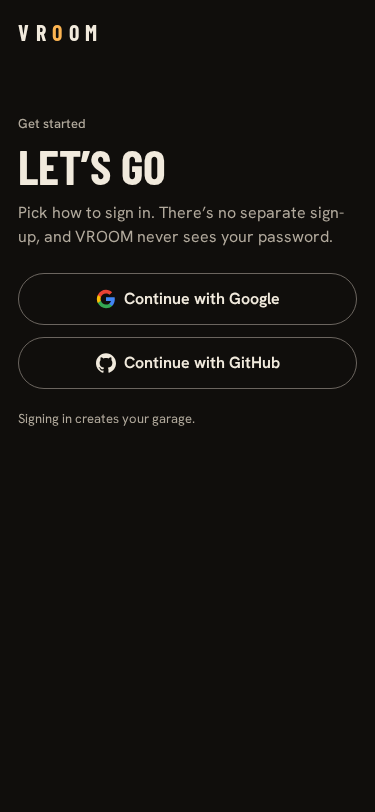 VROOM
Get started
LET’S GO
Pick how to sign in. There’s no separate sign-
up, and VROOM never sees your password.
Continue with Google
Continue with GitHub
Signing in creates your garage.